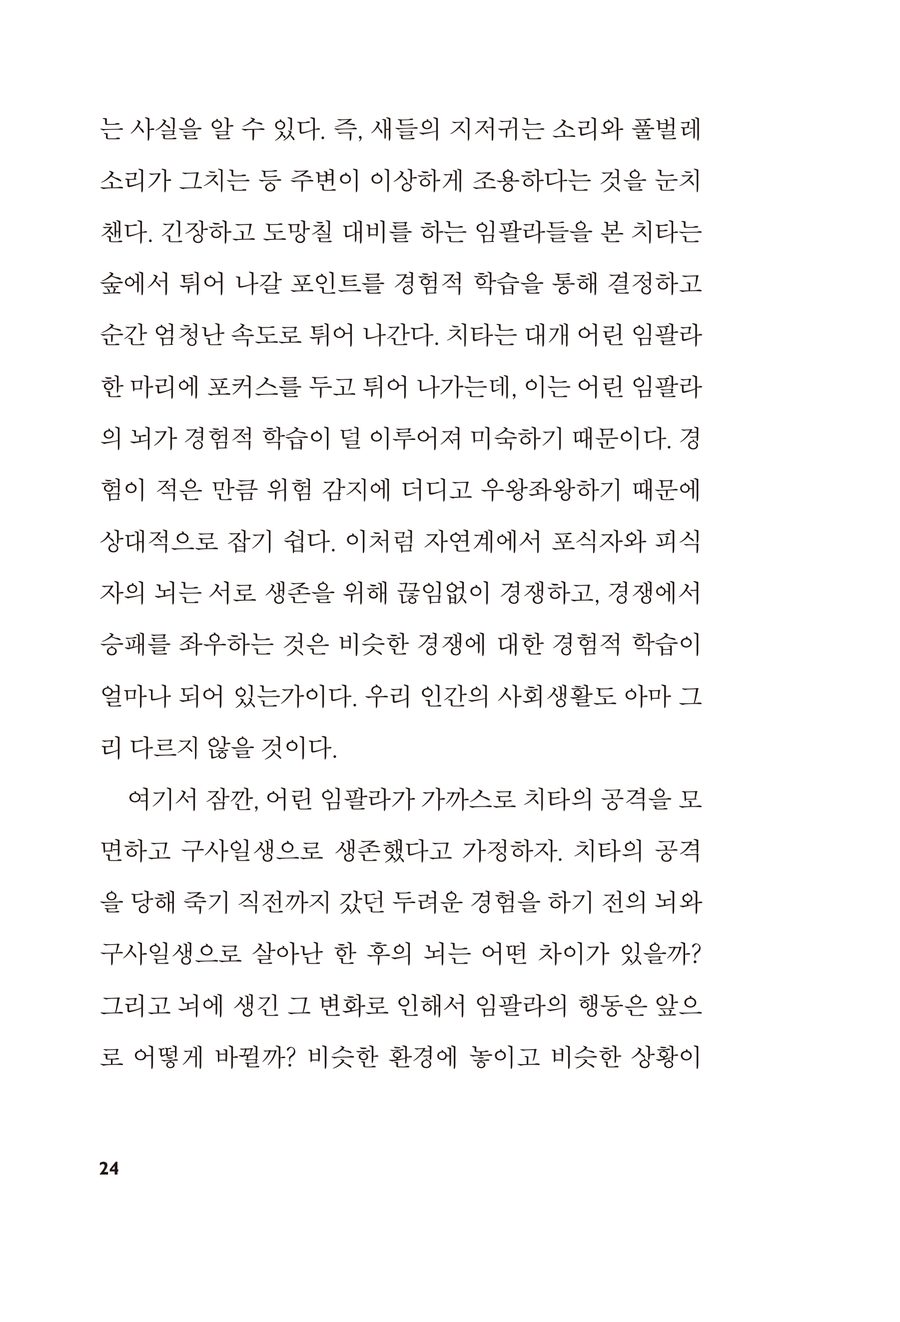 는 사실을 알 수 있다. 즉, 새들의 지저귀는 소리와 풀벌레
소리가 그치는 등 주변이 이상하게 조용하다는 것을 눈치
챈다. 긴장하고 도망칠 대비를 하는 임팔라들을 본 치타는
숲에서 튀어 나갈 포인트를 경험적 학습을 통해 결정하고
순간 엄청난 속도로 튀어 나간다. 치타는 대개 어린 임팔라
한 마리에 포커스를 두고 튀어 나가는데, 이는 어린 임팔라
의 뇌가 경험적 학습이 덜 이루어져 미숙하기 때문이다. 경
험이 적은 만큼 위험 감지에 더디고 우왕좌왕하기 때문에
상대적으로 잡기 쉽다. 이처럼 자연계에서 포식자와 피식
자의 뇌는 서로 생존을 위해 끊임없이 경쟁하고, 경쟁에서
승패를 좌우하는 것은 비슷한 경쟁에 대한 경험적 학습이
얼마나 되어 있는가이다. 우리 인간의 사회생활도 아마 그
리 다르지 않을 것이다.
여기서 잠깐, 어린 임팔라가 가까스로 치타의 공격을 모
면하고 구사일생으로 생존했다고 가정하자. 치타의 공격
을 당해 죽기 직전까지 갔던 두려운 경험을 하기 전의 뇌와
구사일생으로 살아난 한 후의 뇌는 어떤 차이가 있을까?
그리고 뇌에 생긴 그 변화로 인해서 임팔라의 행동은 앞으
로 어떻게 바뀔까? 비슷한 환경에 놓이고 비슷한 상황이
24